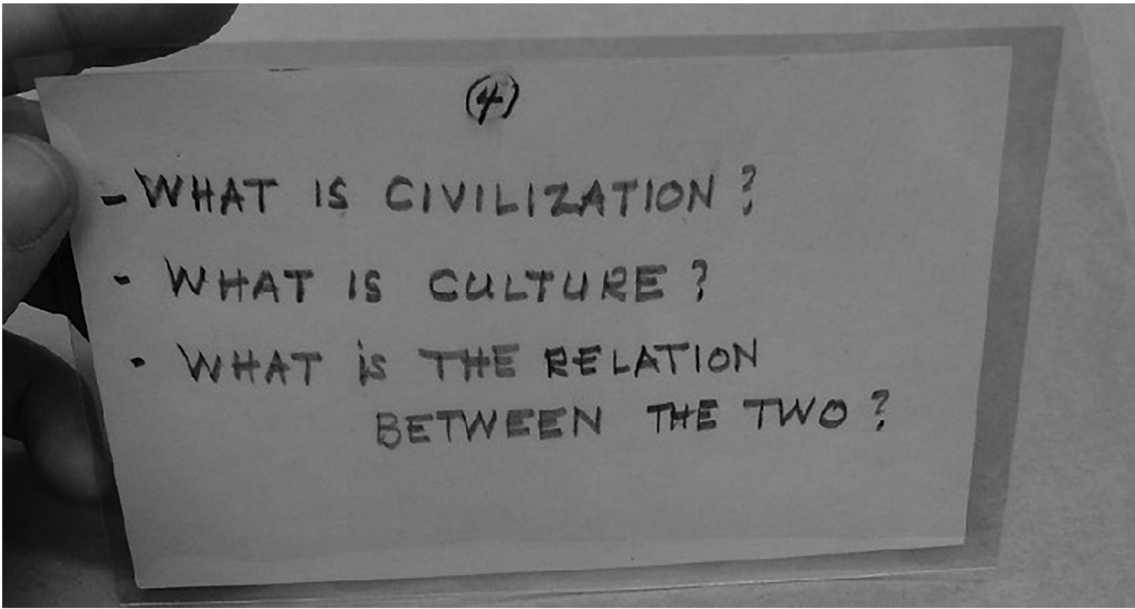 4
- WHAT IS CIVILIZATION?
- WHAT IS CULTURE?
- WHAT is THE RELATION
BETWEEN THE TWO?